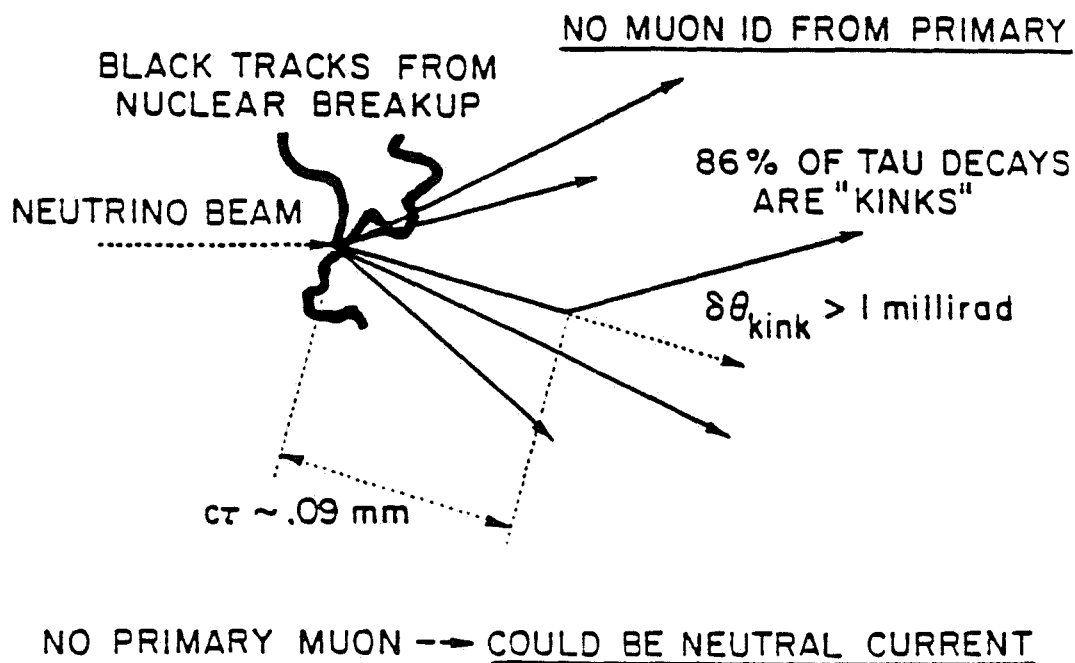 NO MUON ID FROM PRIMARY
BLACK TRACKS FROM
NUCLEAR BREAKUP
86% OF TAU DECAYS
ARE "KINKS"
NEUTRINO BEAM
δθkink > 1 millirad
cτ ~ .09 mm
NO PRIMARY MUON --→ COULD BE NEUTRAL CURRENT